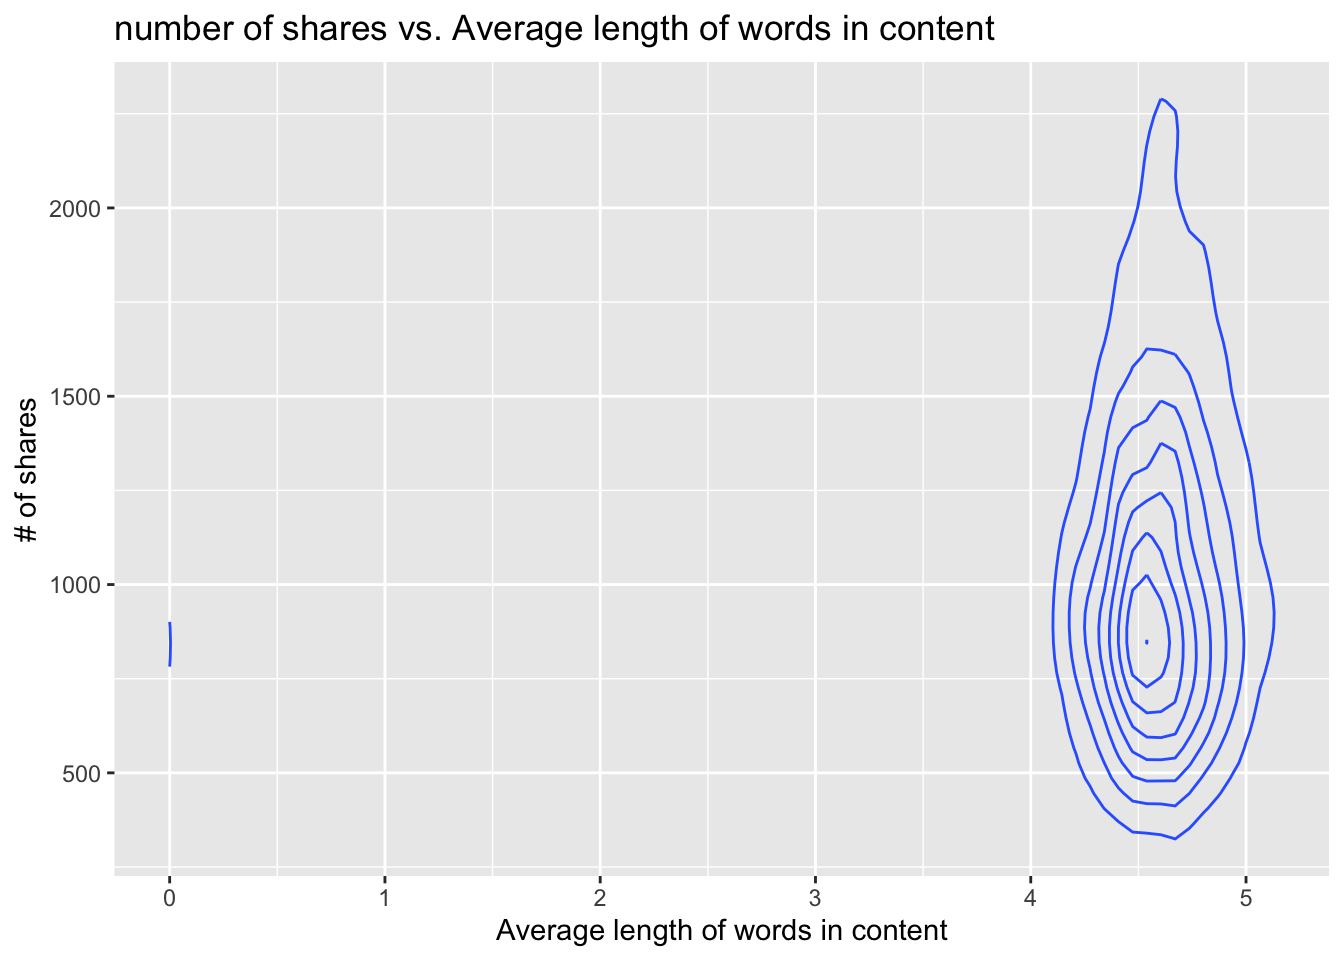 number of shares vs. Average length of words in content
# of shares
2000
1500
1000
500
0 1 2 3 4 5
Average length of words in content